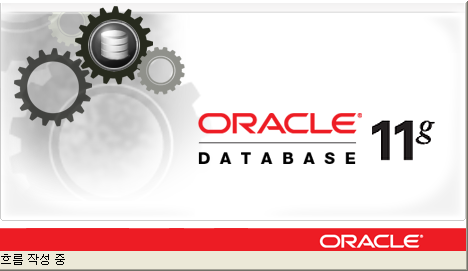 ORACLE®
DATABASE
11g
ORACLE®
흐름 작성 중